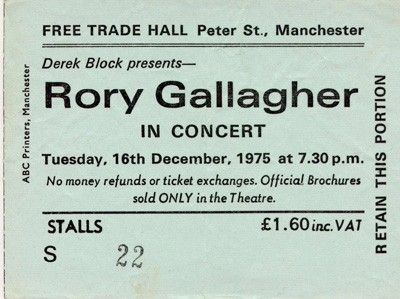 FREE TRADE HALL Peter St., Manchester
Derek Block presents—
Rory Gallagher
IN CONCERT
Tuesday, 16th December, 1975 at 7.30 p.m.
No money refunds or ticket exchanges. Official Brochures
sold ONLY in the Theatre.
STALLS £1.60 inc. VAT
S 22
ABC Printers, Manchester
RETAIN THIS PORTION